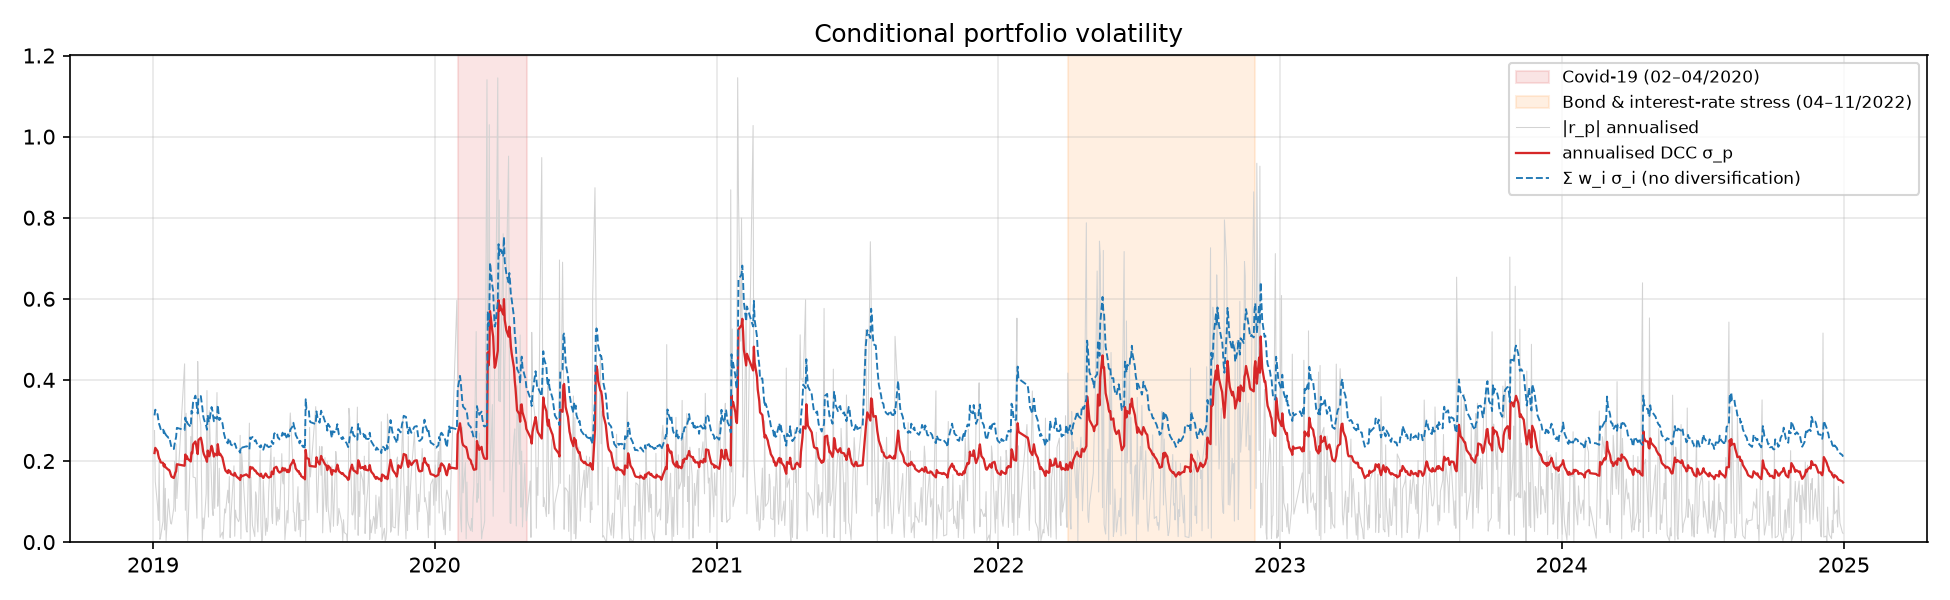 Conditional portfolio volatility
1.2
1.0
0.8
0.6
0.4
0.2
0.0
Covid-19 (02–04/2020)
Bond & interest-rate stress (04–11/2022)
|r_p| annualised
annualised DCC σ_p
Σ w_i σ_i (no diversification)
2019 2020 2021 2022 2023 2024 2025